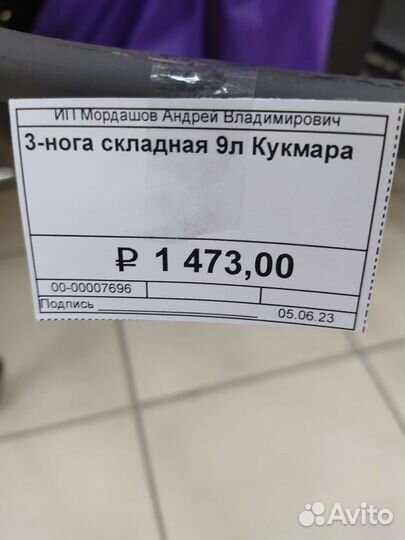 ИП Мордашов Андрей Владимирович
3-нога складная 9л Кукмара
₽ 1 473,00
00-00007696
Подпись
05.06.23
Avito